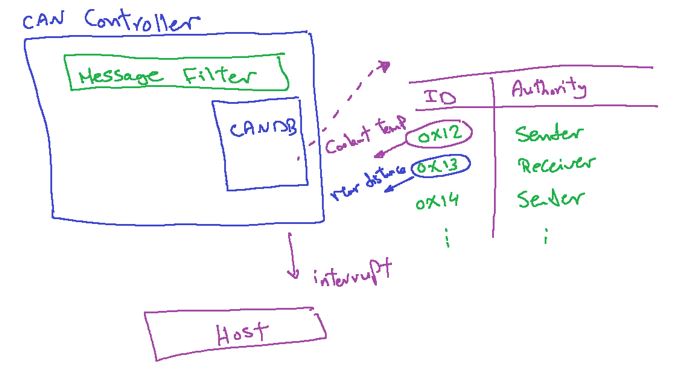 CAN Controller
Message Filter
CANDB
ID Authority
Coolant temp 0x12 Sender
rear distance 0x13 Receiver
0x14 Sender
interrupt
Host